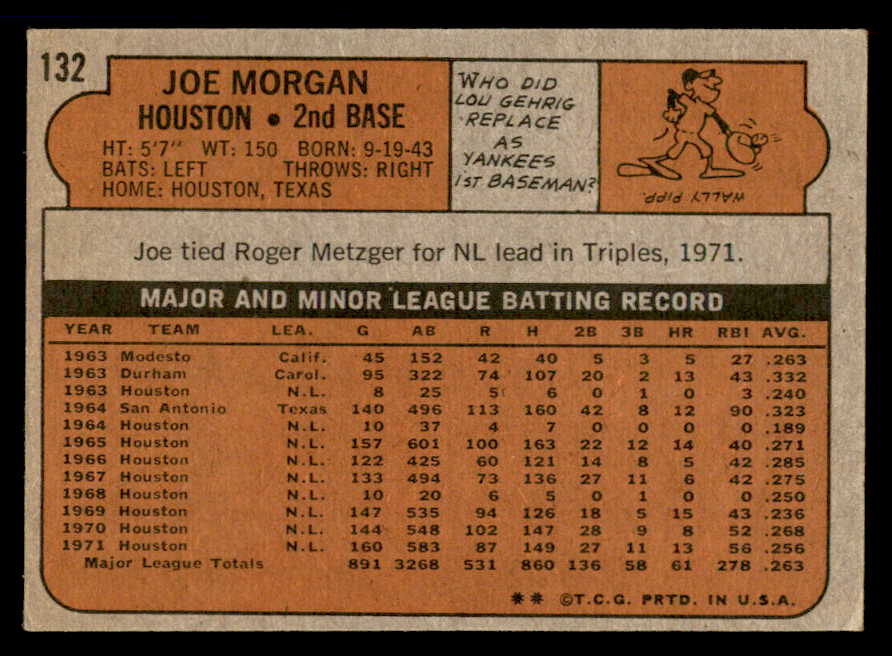 132
JOE MORGAN
HOUSTON • 2nd BASE
HT: 5'7" WT: 150 BORN: 9-19-43
BATS: LEFT THROWS: RIGHT
HOME: HOUSTON, TEXAS
WHO DID
LOU GEHRIG
REPLACE
AS
YANKEES
1ST BASEMAN?
WALLY PIPP.
Joe tied Roger Metzger for NL lead in Triples, 1971.
MAJOR AND MINOR LEAGUE BATTING RECORD
YEAR TEAM LEA. G AB R H 2B 3B HR RBI AVG.
1963 Modesto Calif. 45 152 42 40 5 3 5 27 .263
1963 Durham Carol. 95 322 74 107 20 2 13 43 .332
1963 Houston N.L. 8 25 5 6 0 1 0 3 .240
1964 San Antonio Texas 140 496 113 160 42 8 12 90 .323
1964 Houston N.L. 10 37 4 7 0 0 0 0 .189
1965 Houston N.L. 157 601 100 163 22 12 14 40 .271
1966 Houston N.L. 122 425 60 121 14 8 5 42 .285
1967 Houston N.L. 133 494 73 136 27 11 6 42 .275
1968 Houston N.L. 10 20 6 5 0 1 0 0 .250
1969 Houston N.L. 147 535 94 126 18 5 15 43 .236
1970 Houston N.L. 144 548 102 147 28 9 8 52 .268
1971 Houston N.L. 160 583 87 149 27 11 13 56 .256
Major League Totals 891 3268 531 860 136 58 61 278 .263
** ©T.C.G. PRTD. IN U.S.A.